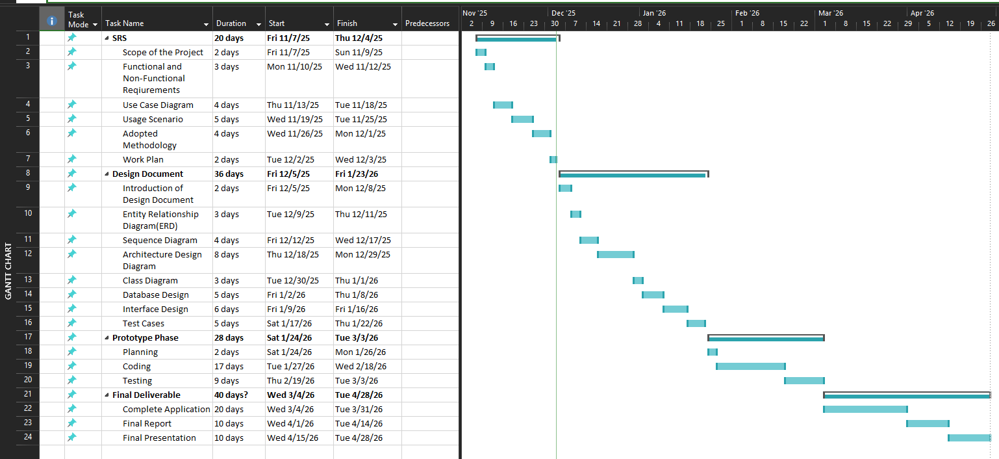 Nov '25 Dec '25 Jan '26 Feb '26 Mar '26 Apr '26
Task Mode Task Name Duration Start Finish Predecessors 2 9 16 23 30 7 14 21 28 4 11 18 25 1 8 15 22 1 8 15 22 29 5 12 19 26
1 SRS 20 days Fri 11/7/25 Thu 12/4/25
2 Scope of the Project 2 days Fri 11/7/25 Sun 11/9/25
3 Functional and 3 days Mon 11/10/25 Wed 11/12/25
Non-Functional
Reqiurements
4 Use Case Diagram 4 days Thu 11/13/25 Tue 11/18/25
5 Usage Scenario 5 days Wed 11/19/25 Tue 11/25/25
6 Adopted 4 days Wed 11/26/25 Mon 12/1/25
Methodology
7 Work Plan 2 days Tue 12/2/25 Wed 12/3/25
8 Design Document 36 days Fri 12/5/25 Fri 1/23/26
9 Introduction of 2 days Fri 12/5/25 Mon 12/8/25
Design Document
10 Entity Relationship 3 days Tue 12/9/25 Thu 12/11/25
Diagram(ERD)
11 Sequence Diagram 4 days Fri 12/12/25 Wed 12/17/25
12 Architecture Design 8 days Thu 12/18/25 Mon 12/29/25
Diagram
13 Class Diagram 3 days Tue 12/30/25 Thu 1/1/26
14 Database Design 5 days Fri 1/2/26 Thu 1/8/26
15 Interface Design 6 days Fri 1/9/26 Fri 1/16/26
16 Test Cases 5 days Sat 1/17/26 Thu 1/22/26
17 Prototype Phase 28 days Sat 1/24/26 Tue 3/3/26
18 Planning 2 days Sat 1/24/26 Mon 1/26/26
19 Coding 17 days Tue 1/27/26 Wed 2/18/26
20 Testing 9 days Thu 2/19/26 Tue 3/3/26
21 Final Deliverable 40 days? Wed 3/4/26 Tue 4/28/26
22 Complete Application 20 days Wed 3/4/26 Tue 3/31/26
23 Final Report 10 days Wed 4/1/26 Tue 4/14/26
24 Final Presentation 10 days Wed 4/15/26 Tue 4/28/26
GANTT CHART